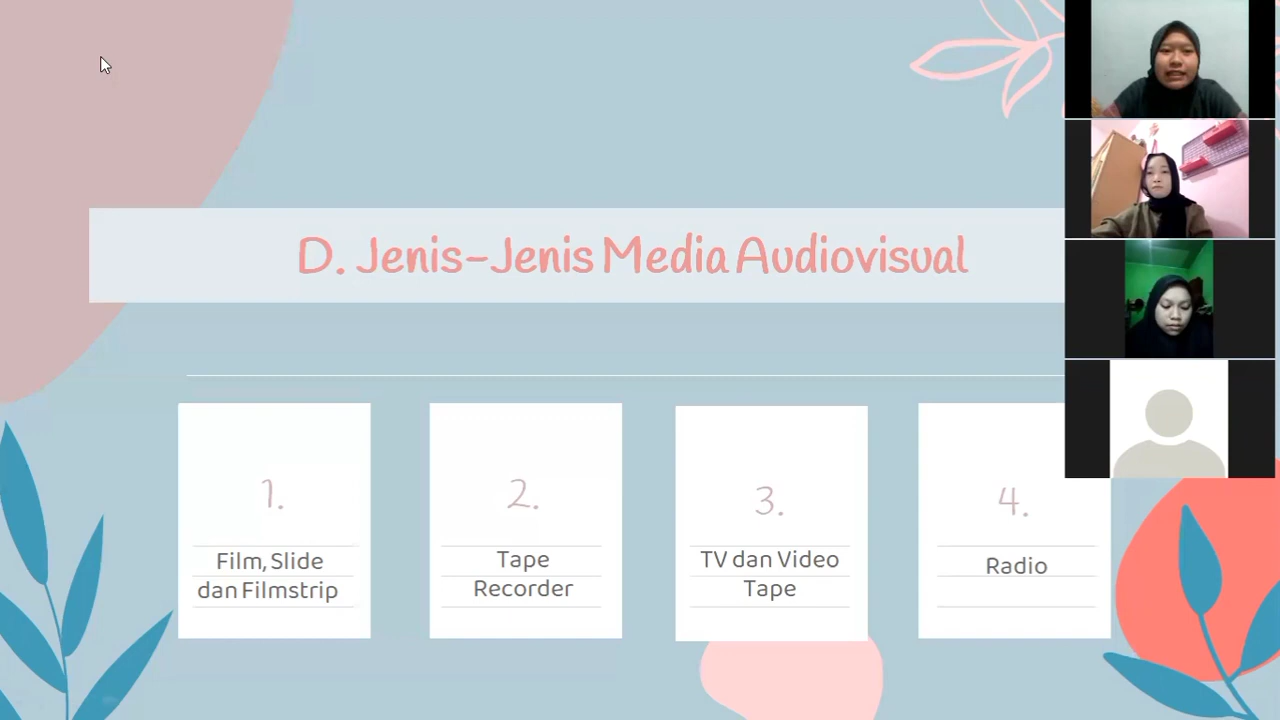 D. Jenis-Jenis Media Audiovisual
1.
Film, Slide
dan Filmstrip
2.
Tape
Recorder
3.
TV dan Video
Tape
4.
Radio